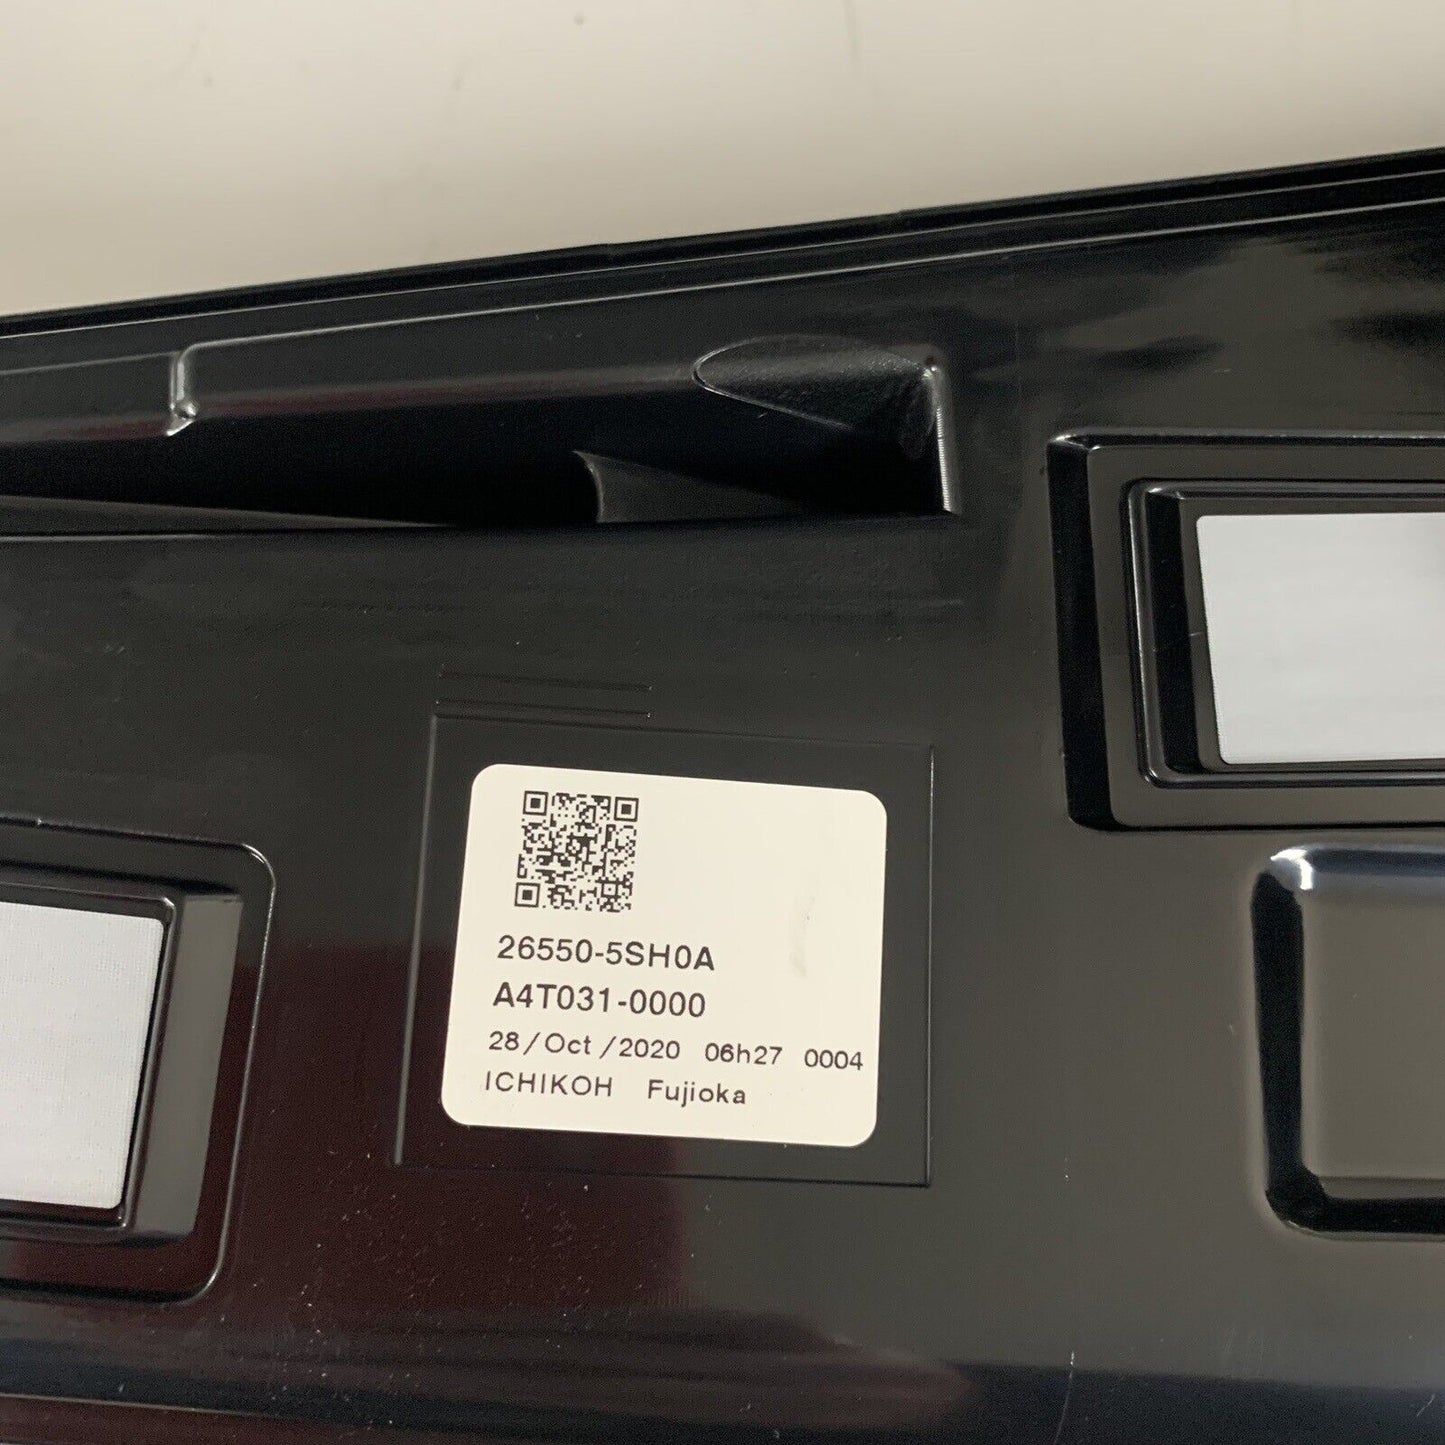 26550-5SH0A
A4T031-0000
28/Oct/2020 06h27 0004
ICHIKOH Fujioka